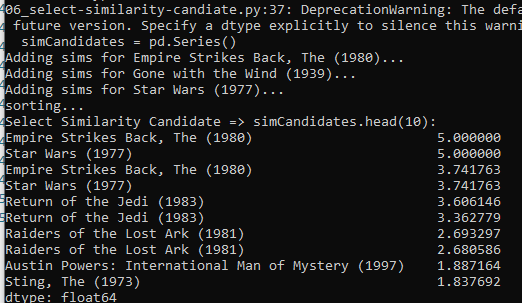 06_select-similarity-candiate.py:37: DeprecationWarning: The defa
future version. Specify a dtype explicitly to silence this warni
simCandidates = pd.Series()
Adding sims for Empire Strikes Back, The (1980)...
Adding sims for Gone with the Wind (1939)...
Adding sims for Star Wars (1977)...
sorting...
Select Similarity Candidate => simCandidates.head(10):
Empire Strikes Back, The (1980) 5.000000
Star Wars (1977) 5.000000
Empire Strikes Back, The (1980) 3.741763
Star Wars (1977) 3.741763
Return of the Jedi (1983) 3.606146
Return of the Jedi (1983) 3.362779
Raiders of the Lost Ark (1981) 2.693297
Raiders of the Lost Ark (1981) 2.680586
Austin Powers: International Man of Mystery (1997) 1.887164
Sting, The (1973) 1.837692
dtype: float64